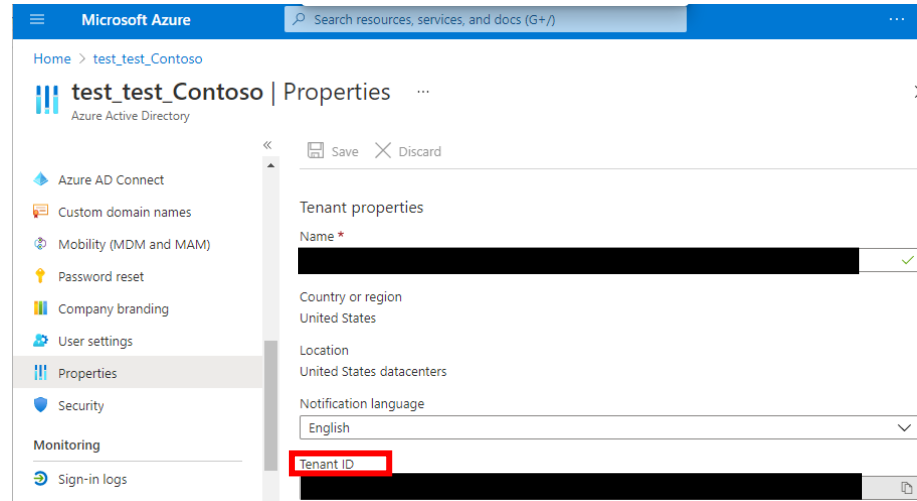 Microsoft Azure
Search resources, services, and docs (G+/)
Home > test_test_Contoso
test_test_Contoso | Properties
Azure Active Directory
Save
Discard
Azure AD Connect
Custom domain names
Mobility (MDM and MAM)
Password reset
Company branding
User settings
Properties
Security
Monitoring
Sign-in logs
Tenant properties
Name *
Country or region
United States
Location
United States datacenters
Notification language
English
Tenant ID